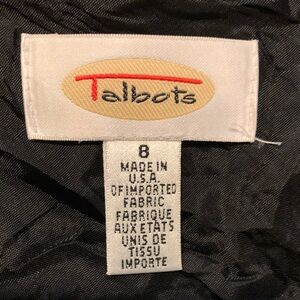 Talbots
8
MADE IN
U.S.A.
OF IMPORTED
FABRIC
FABRIQUE
AUX ETATS
UNIS DE
TISSU
IMPORTE